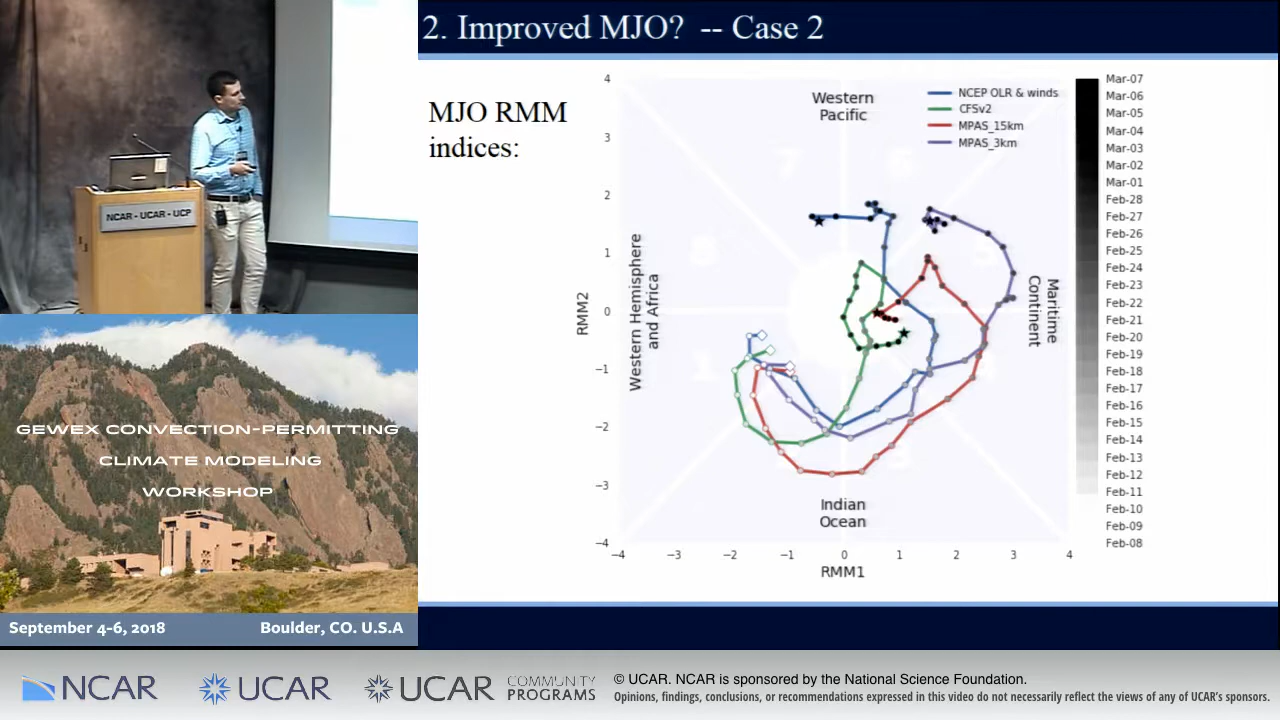 2. Improved MJO? -- Case 2
MJO RMM
indices:
Western
Pacific
NCEP OLR & winds
CFSv2
MPAS_15km
MPAS_3km
Western Hemisphere
and Africa
Maritime
Continent
Indian
Ocean
RMM2
4
3
2
1
0
−1
−2
−3
−4
−4
−3
−2
−1
0
1
2
3
4
RMM1
Mar-07
Mar-06
Mar-05
Mar-04
Mar-03
Mar-02
Mar-01
Feb-28
Feb-27
Feb-26
Feb-25
Feb-24
Feb-23
Feb-22
Feb-21
Feb-20
Feb-19
Feb-18
Feb-17
Feb-16
Feb-15
Feb-14
Feb-13
Feb-12
Feb-11
Feb-10
Feb-09
Feb-08
NCAR - UCAR - UCP
GEWEX CONVECTION-PERMITTING
CLIMATE MODELING
WORKSHOP
September 4-6, 2018
Boulder, CO. U.S.A
NCAR
UCAR
UCAR
COMMUNITY
PROGRAMS
© UCAR. NCAR is sponsored by the National Science Foundation.
Opinions, findings, conclusions, or recommendations expressed in this video do not necessarily reflect the views of any of UCAR's sponsors.